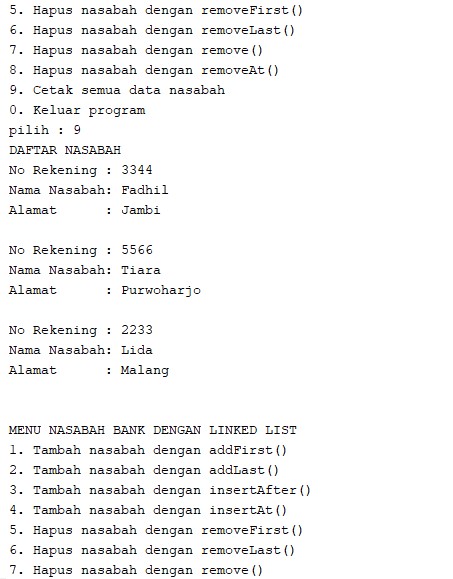 5. Hapus nasabah dengan removeFirst()
6. Hapus nasabah dengan removeLast()
7. Hapus nasabah dengan remove()
8. Hapus nasabah dengan removeAt()
9. Cetak semua data nasabah
0. Keluar program
pilih : 9
DAFTAR NASABAH
No Rekening : 3344
Nama Nasabah: Fadhil
Alamat      : Jambi

No Rekening : 5566
Nama Nasabah: Tiara
Alamat      : Purwoharjo

No Rekening : 2233
Nama Nasabah: Lida
Alamat      : Malang

MENU NASABAH BANK DENGAN LINKED LIST
1. Tambah nasabah dengan addFirst()
2. Tambah nasabah dengan addLast()
3. Tambah nasabah dengan insertAfter()
4. Tambah nasabah dengan insertAt()
5. Hapus nasabah dengan removeFirst()
6. Hapus nasabah dengan removeLast()
7. Hapus nasabah dengan remove()